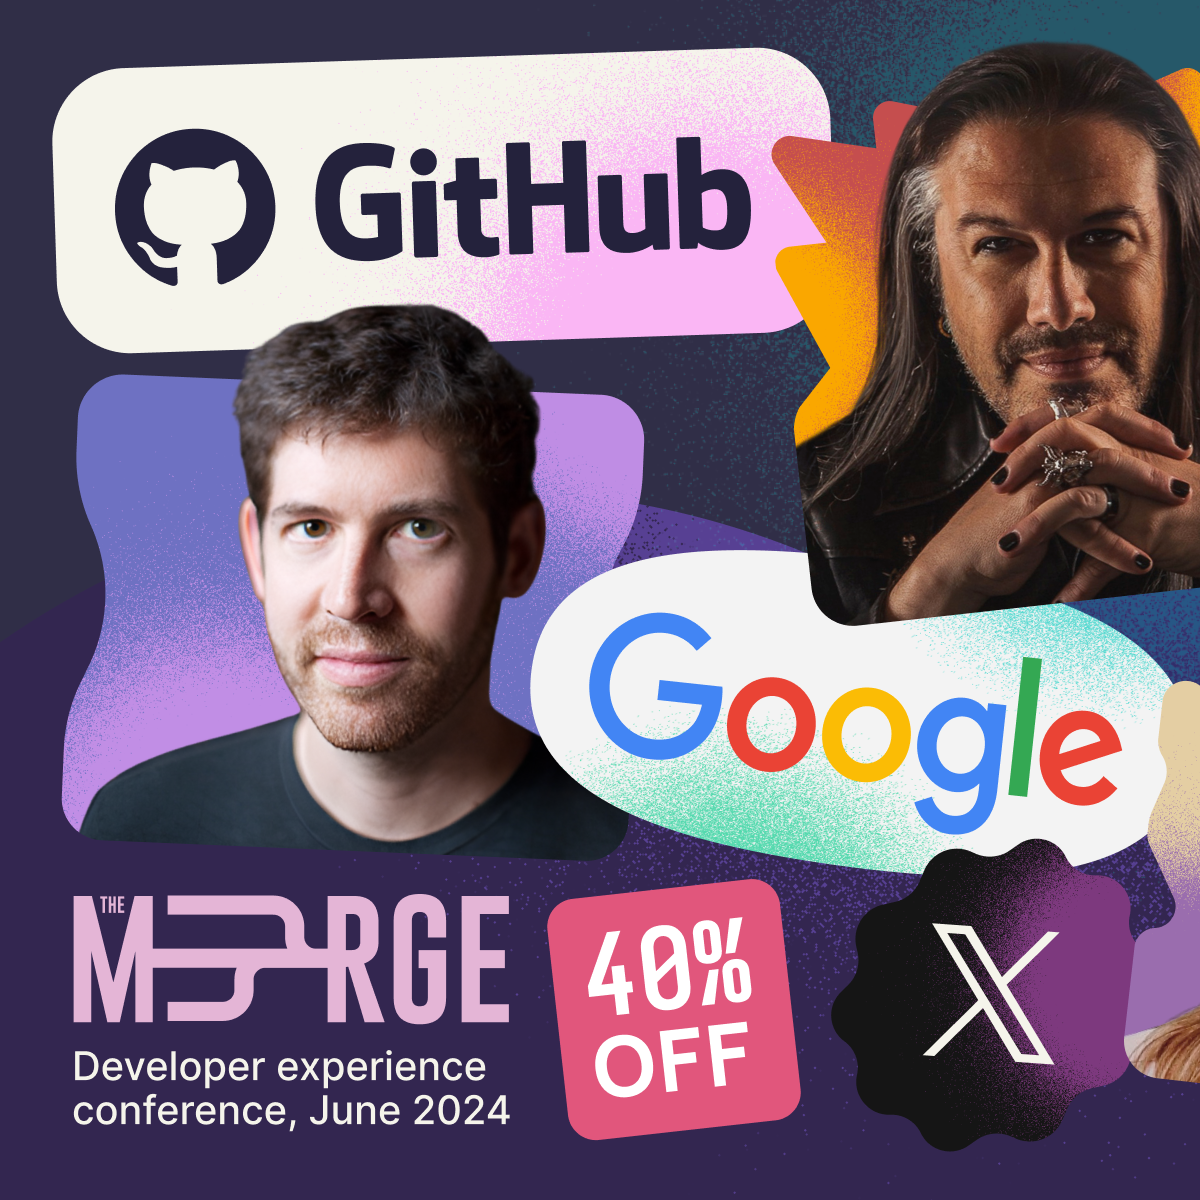 GitHub
Google
THE
MERGE
Developer experience
conference, June 2024
40%
OFF
X